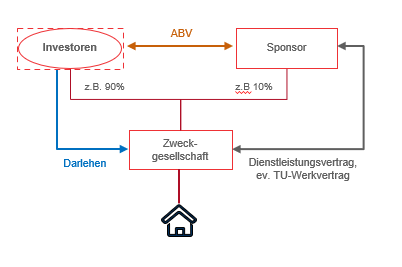 ABV
Investoren
Sponsor
z.B. 90%
z.B 10%
Zweck-
gesellschaft
Darlehen
Dienstleistungsvertrag,
ev. TU-Werkvertrag